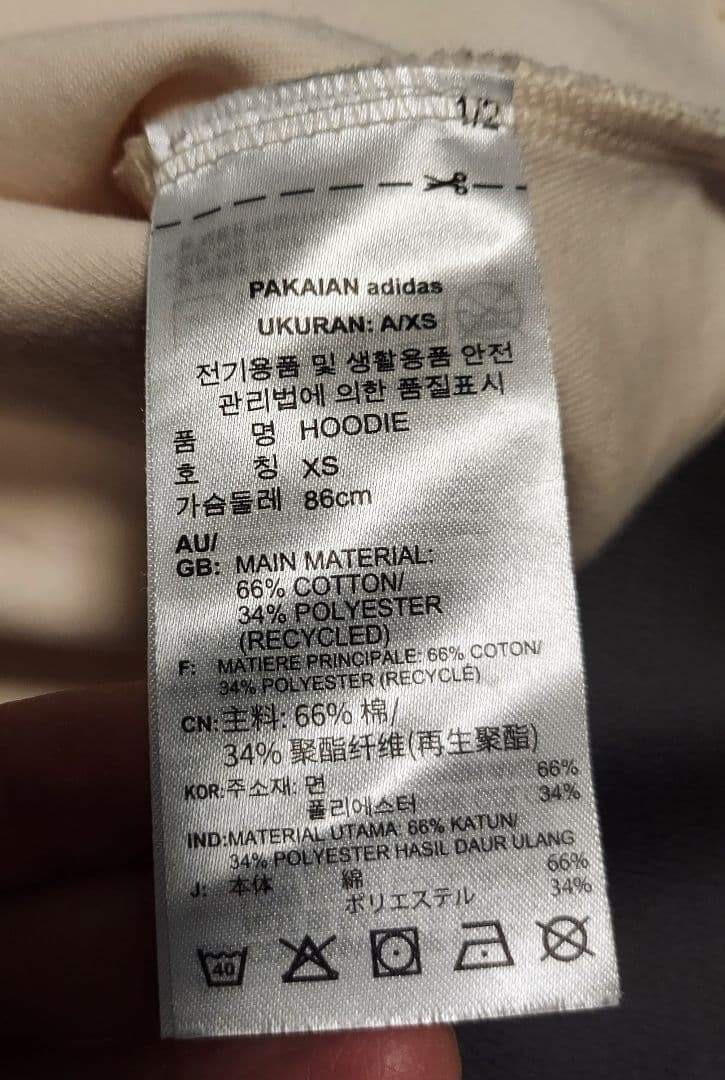 1/2
PAKAIAN adidas
UKURAN: A/XS
전기용품 및 생활용품 안전
관리법에 의한 품질표시
품 명 HOODIE
호 칭 XS
가슴둘레 86cm
AU/
GB: MAIN MATERIAL:
66% COTTON/
34% POLYESTER
(RECYCLED)
F: MATIERE PRINCIPALE: 66% COTON/
34% POLYESTER (RECYCLÉ)
CN: 主料: 66% 棉/
34% 聚酯纤维(再生聚酯)
KOR: 주소재: 면 66%
폴리에스터 34%
IND: MATERIAL UTAMA: 66% KATUN/
34% POLYESTER HASIL DAUR ULANG
J: 本体 綿 66%
ポリエステル 34%
40